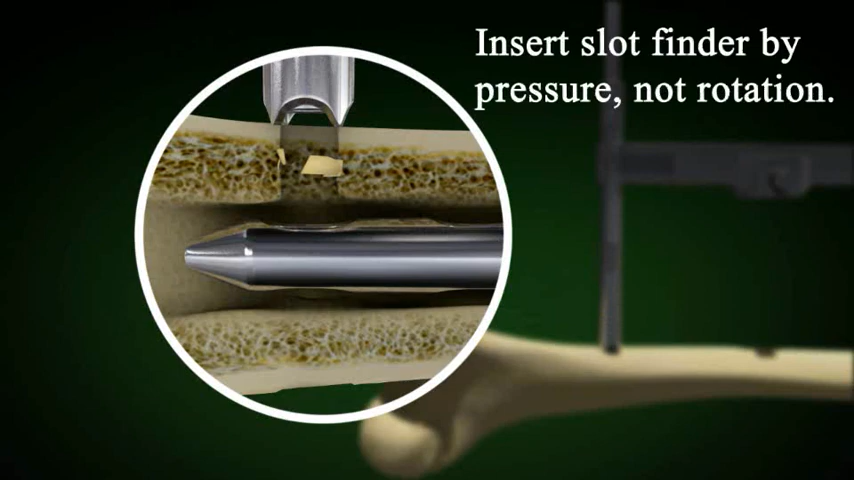 Insert slot finder by
pressure, not rotation.